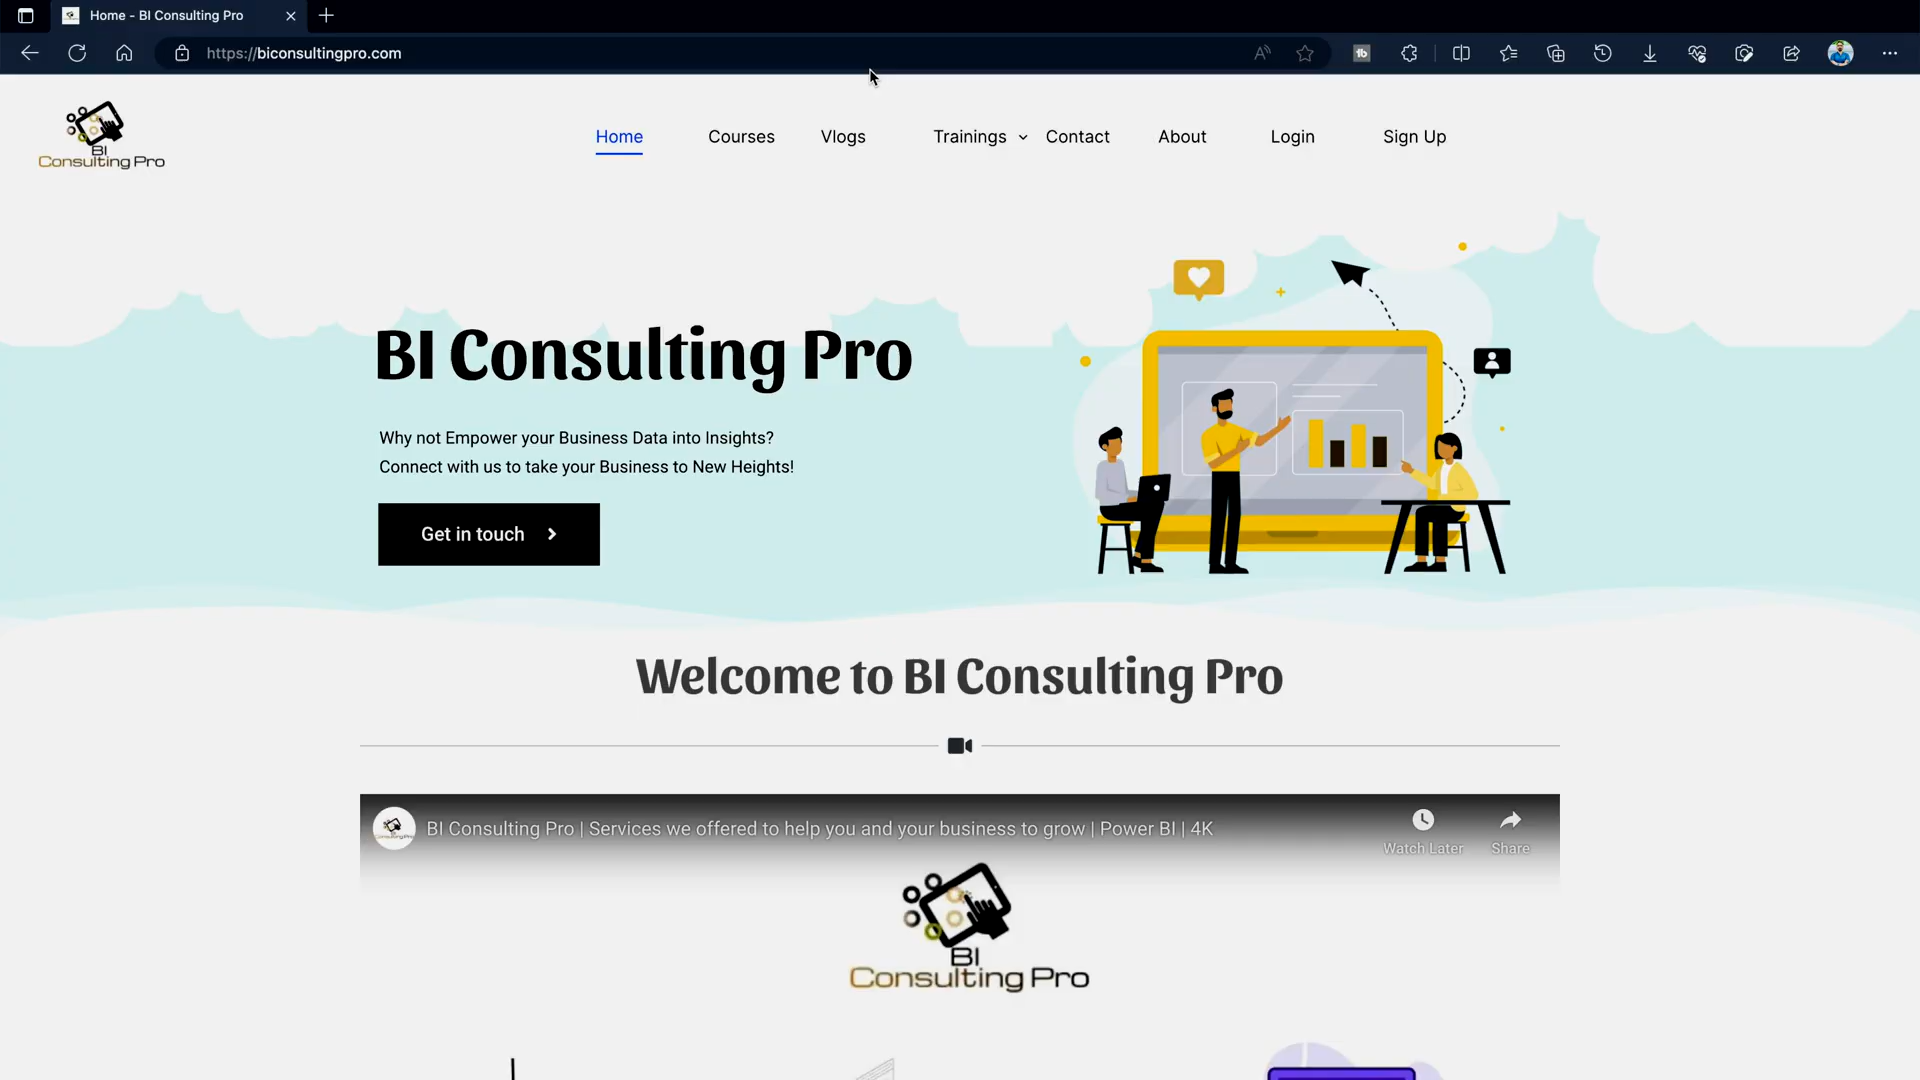 Home - BI Consulting Pro
https://biconsultingpro.com
BI
Consulting Pro
Home
Courses
Vlogs
Trainings
Contact
About
Login
Sign Up
BI Consulting Pro
Why not Empower your Business Data into Insights?
Connect with us to take your Business to New Heights!
Get in touch
Welcome to BI Consulting Pro
BI Consulting Pro | Services we offered to help you and your business to grow | Power BI | 4K
Watch Later
Share
BI
Consulting Pro